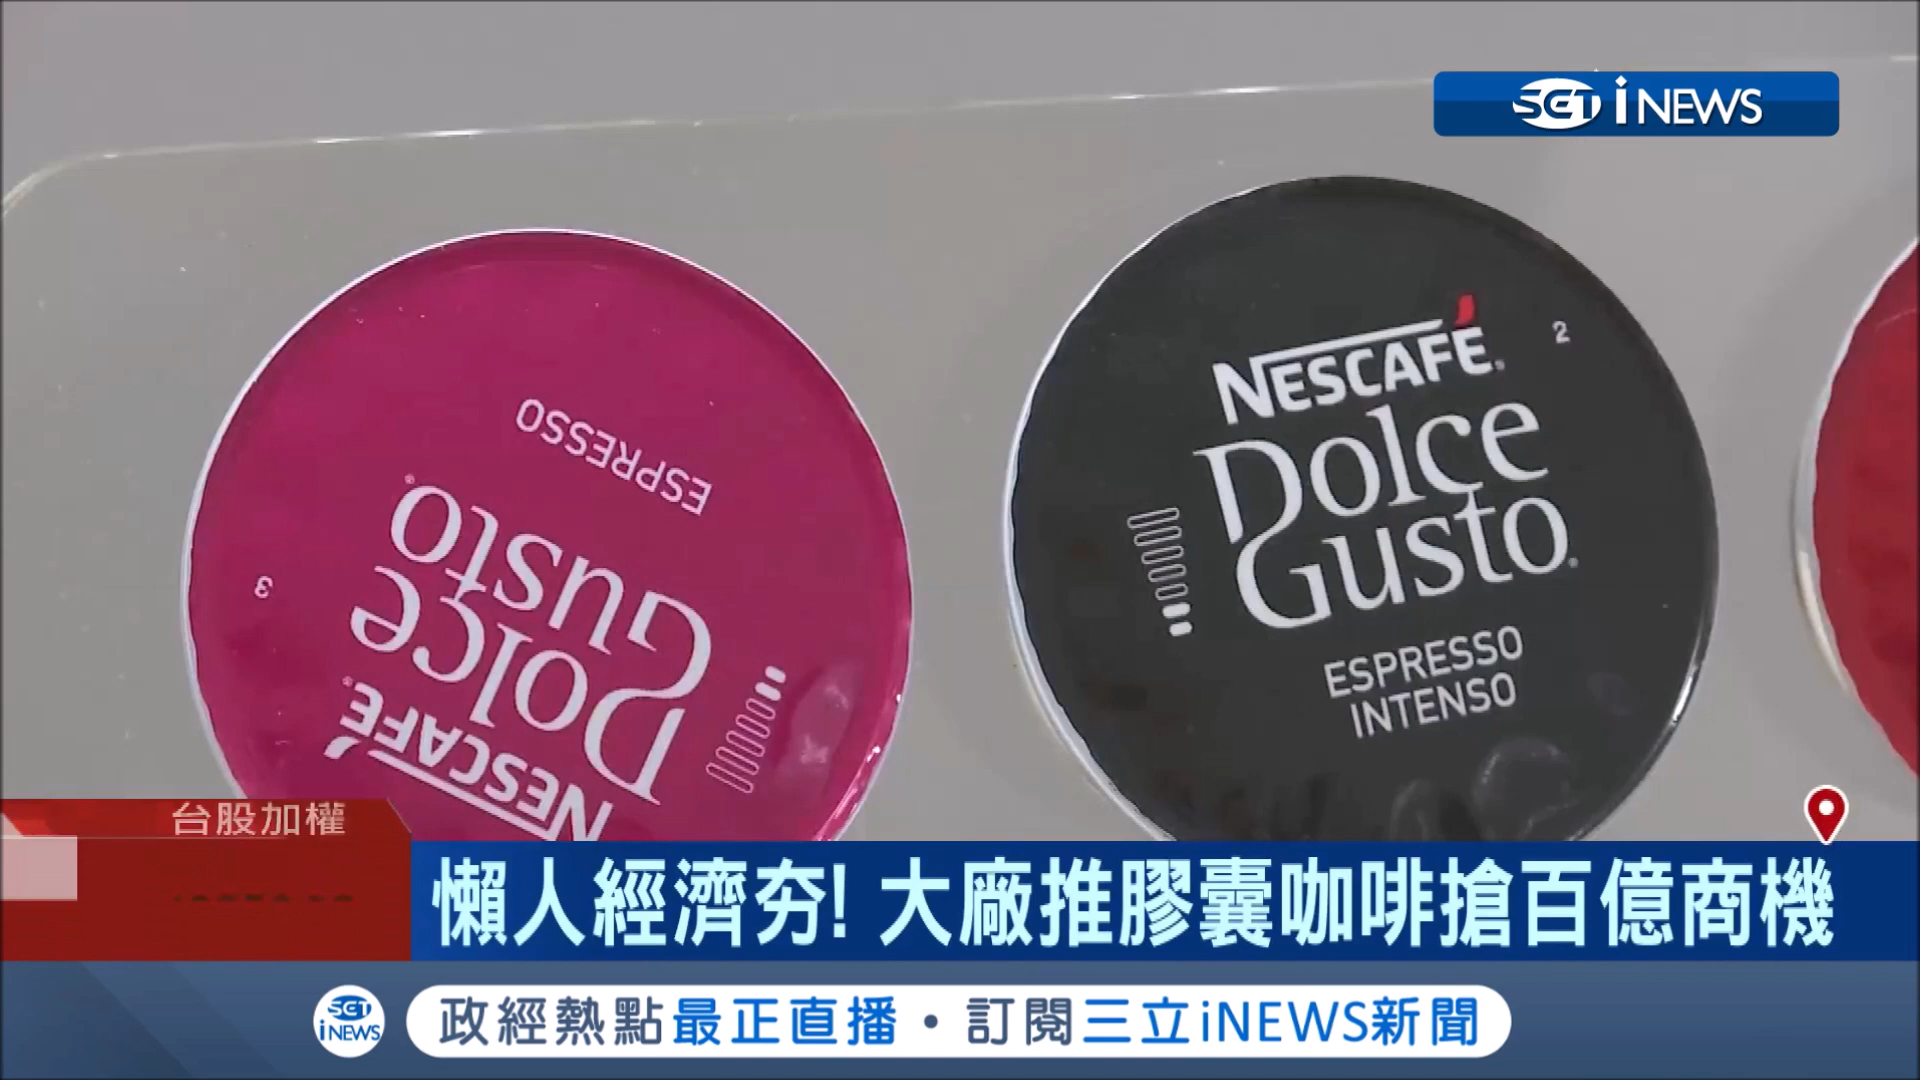 SET iNEWS
ESPRESSO
NESCAFÉ
Dolce
Gusto
3
NESCAFÉ
Dolce
Gusto
2
ESPRESSO
INTENSO
台股加權
懶人經濟夯! 大廠推膠囊咖啡搶百億商機
SET iNEWS
政經熱點最正直播・訂閱三立iNEWS新聞